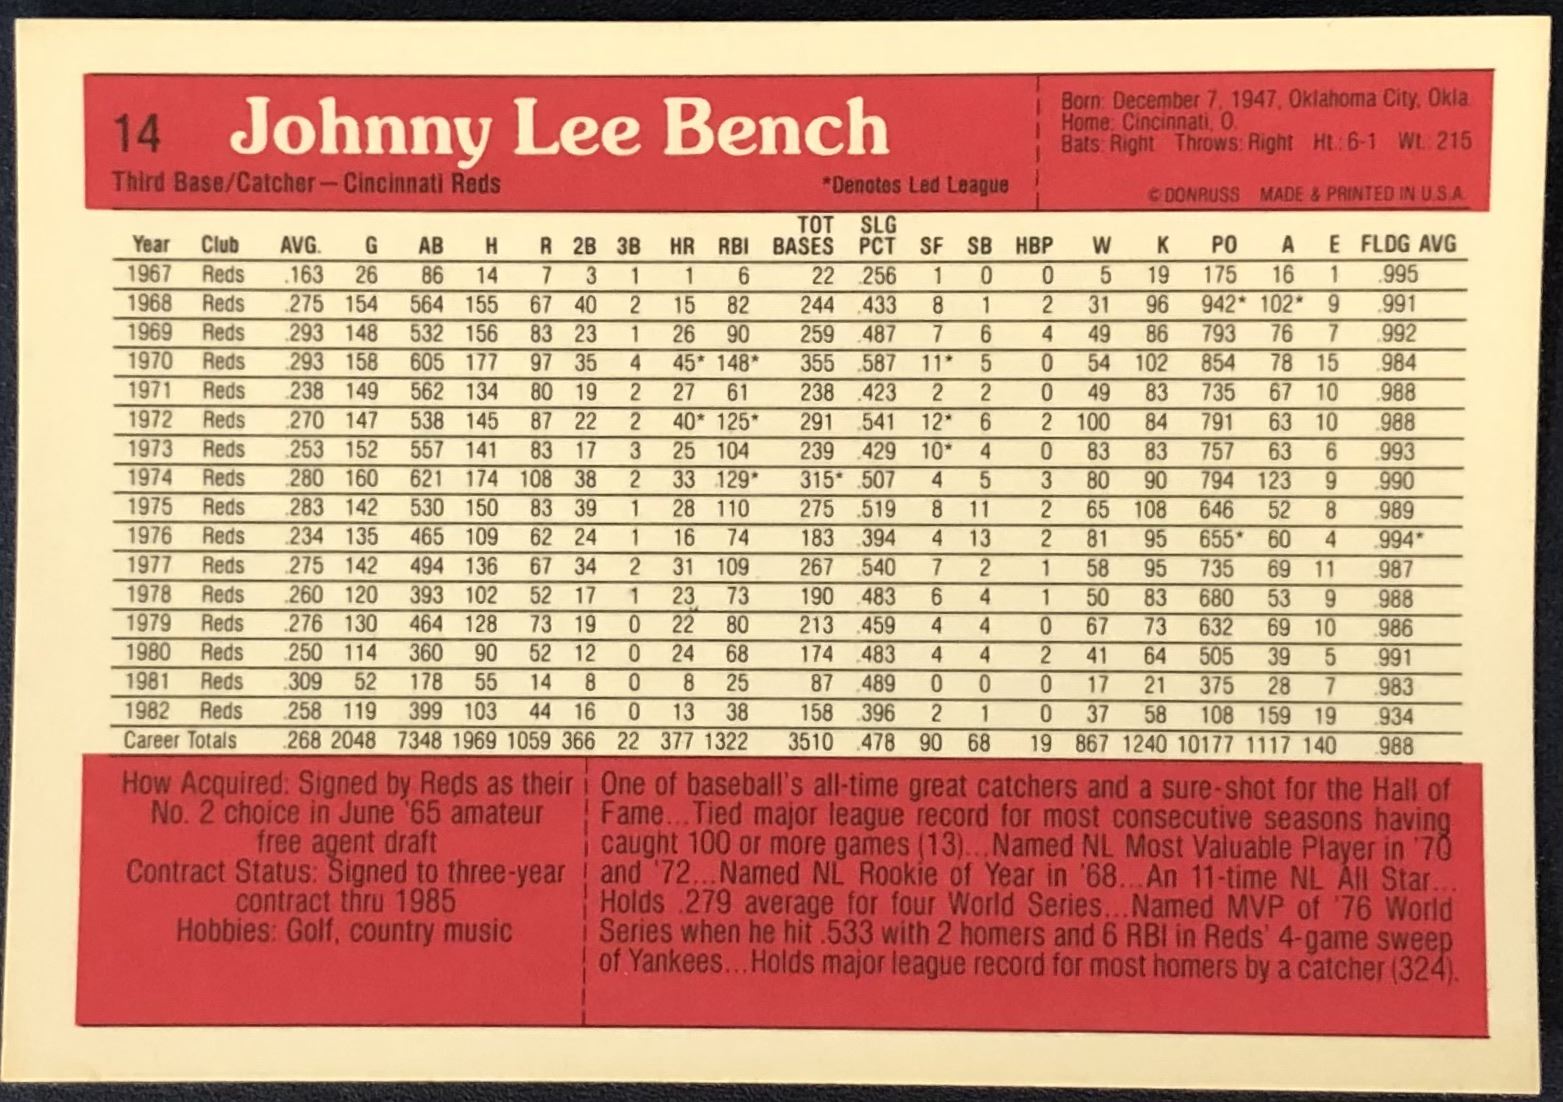 14 Johnny Lee Bench
Third Base/Catcher — Cincinnati Reds *Denotes Led League
Born: December 7, 1947, Oklahoma City, Okla.
Home: Cincinnati, O.
Bats: Right Throws: Right Ht.: 6-1 Wt.: 215
© DONRUSS MADE & PRINTED IN U.S.A.
Year Club AVG. G AB H R 2B 3B HR RBI TOT BASES SLG PCT SF SB HBP W K PO A E FLDG AVG
1967 Reds .163 26 86 14 7 3 1 1 6 22 .256 1 0 0 5 19 175 16 1 .995
1968 Reds .275 154 564 155 67 40 2 15 82 244 .433 8 1 2 31 96 942* 102* 9 .991
1969 Reds .293 148 532 156 83 23 1 26 90 259 .487 7 6 4 49 86 793 76 7 .992
1970 Reds .293 158 605 177 97 35 4 45* 148* 355 .587 11* 5 0 54 102 854 78 15 .984
1971 Reds .238 149 562 134 80 19 2 27 61 238 .423 2 2 0 49 83 735 67 10 .988
1972 Reds .270 147 538 145 87 22 2 40* 125* 291 .541 12* 6 2 100 84 791 63 10 .988
1973 Reds .253 152 557 141 83 17 3 25 104 239 .429 10* 4 0 83 83 757 63 6 .993
1974 Reds .280 160 621 174 108 38 2 33 129* 315* .507 4 5 3 80 90 794 123 9 .990
1975 Reds .283 142 530 150 83 39 1 28 110 275 .519 8 11 2 65 108 646 52 8 .989
1976 Reds .234 135 465 109 62 24 1 16 74 183 .394 4 13 2 81 95 655* 60 4 .994*
1977 Reds .275 142 494 136 67 34 2 31 109 267 .540 7 2 1 58 95 735 69 11 .987
1978 Reds .260 120 393 102 52 17 1 23 73 190 .483 6 4 1 50 83 680 53 9 .988
1979 Reds .276 130 464 128 73 19 0 22 80 213 .459 4 4 0 67 73 632 69 10 .986
1980 Reds .250 114 360 90 52 12 0 24 68 174 .483 4 4 2 41 64 505 39 5 .991
1981 Reds .309 52 178 55 14 8 0 8 25 87 .489 0 0 0 17 21 375 28 7 .983
1982 Reds .258 119 399 103 44 16 0 13 38 158 .396 2 1 0 37 58 108 159 19 .934
Career Totals .268 2048 7348 1969 1059 366 22 377 1322 3510 .478 90 68 19 867 1240 10177 1117 140 .988
How Acquired: Signed by Reds as their
No. 2 choice in June '65 amateur
free agent draft
Contract Status: Signed to three-year
contract thru 1985
Hobbies: Golf, country music
One of baseball's all-time great catchers and a sure-shot for the Hall of
Fame...Tied major league record for most consecutive seasons having
caught 100 or more games (13)...Named NL Most Valuable Player in '70
and '72...Named NL Rookie of Year in '68...An 11-time NL All Star...
Holds .279 average for four World Series...Named MVP of '76 World
Series when he hit .533 with 2 homers and 6 RBI in Reds' 4-game sweep
of Yankees...Holds major league record for most homers by a catcher (324).